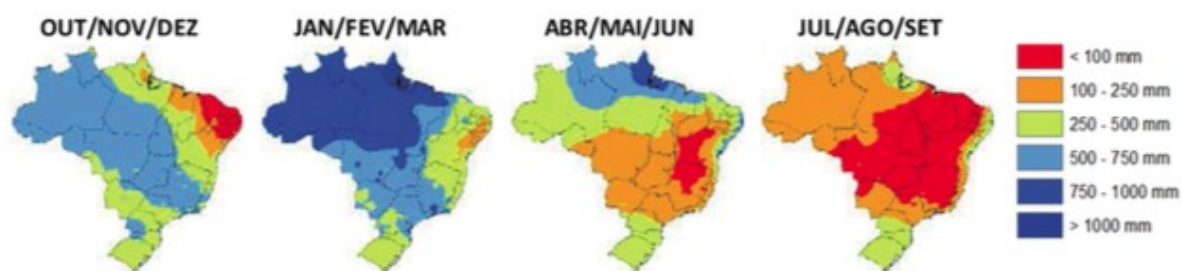 OUT/NOV/DEZ
JAN/FEV/MAR
ABR/MAI/JUN
JUL/AGO/SET
< 100 mm
100 - 250 mm
250 - 500 mm
500 - 750 mm
750 - 1000 mm
> 1000 mm